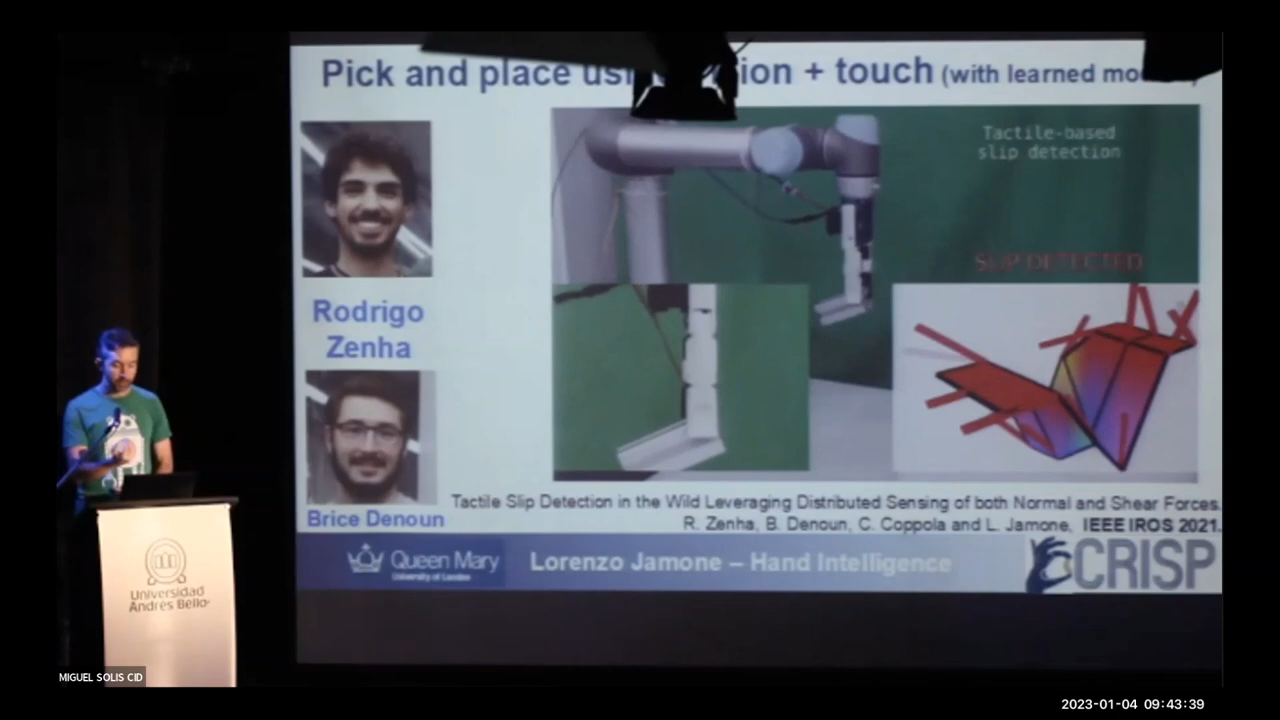 Pick and place usi ion + touch (with learned mo
Tactile-based
slip detection
SLIP DETECTED
Rodrigo
Zenha
Brice Denoun
Tactile Slip Detection in the Wild Leveraging Distributed Sensing of both Normal and Shear Forces.
R. Zenha, B. Denoun, C. Coppola and L. Jamone, IEEE IROS 2021.
Queen Mary
University of London
Lorenzo Jamone – Hand Intelligence
CRISP
Universidad
Andrés Bello
MIGUEL SOLIS CID
2023-01-04 09:43:39